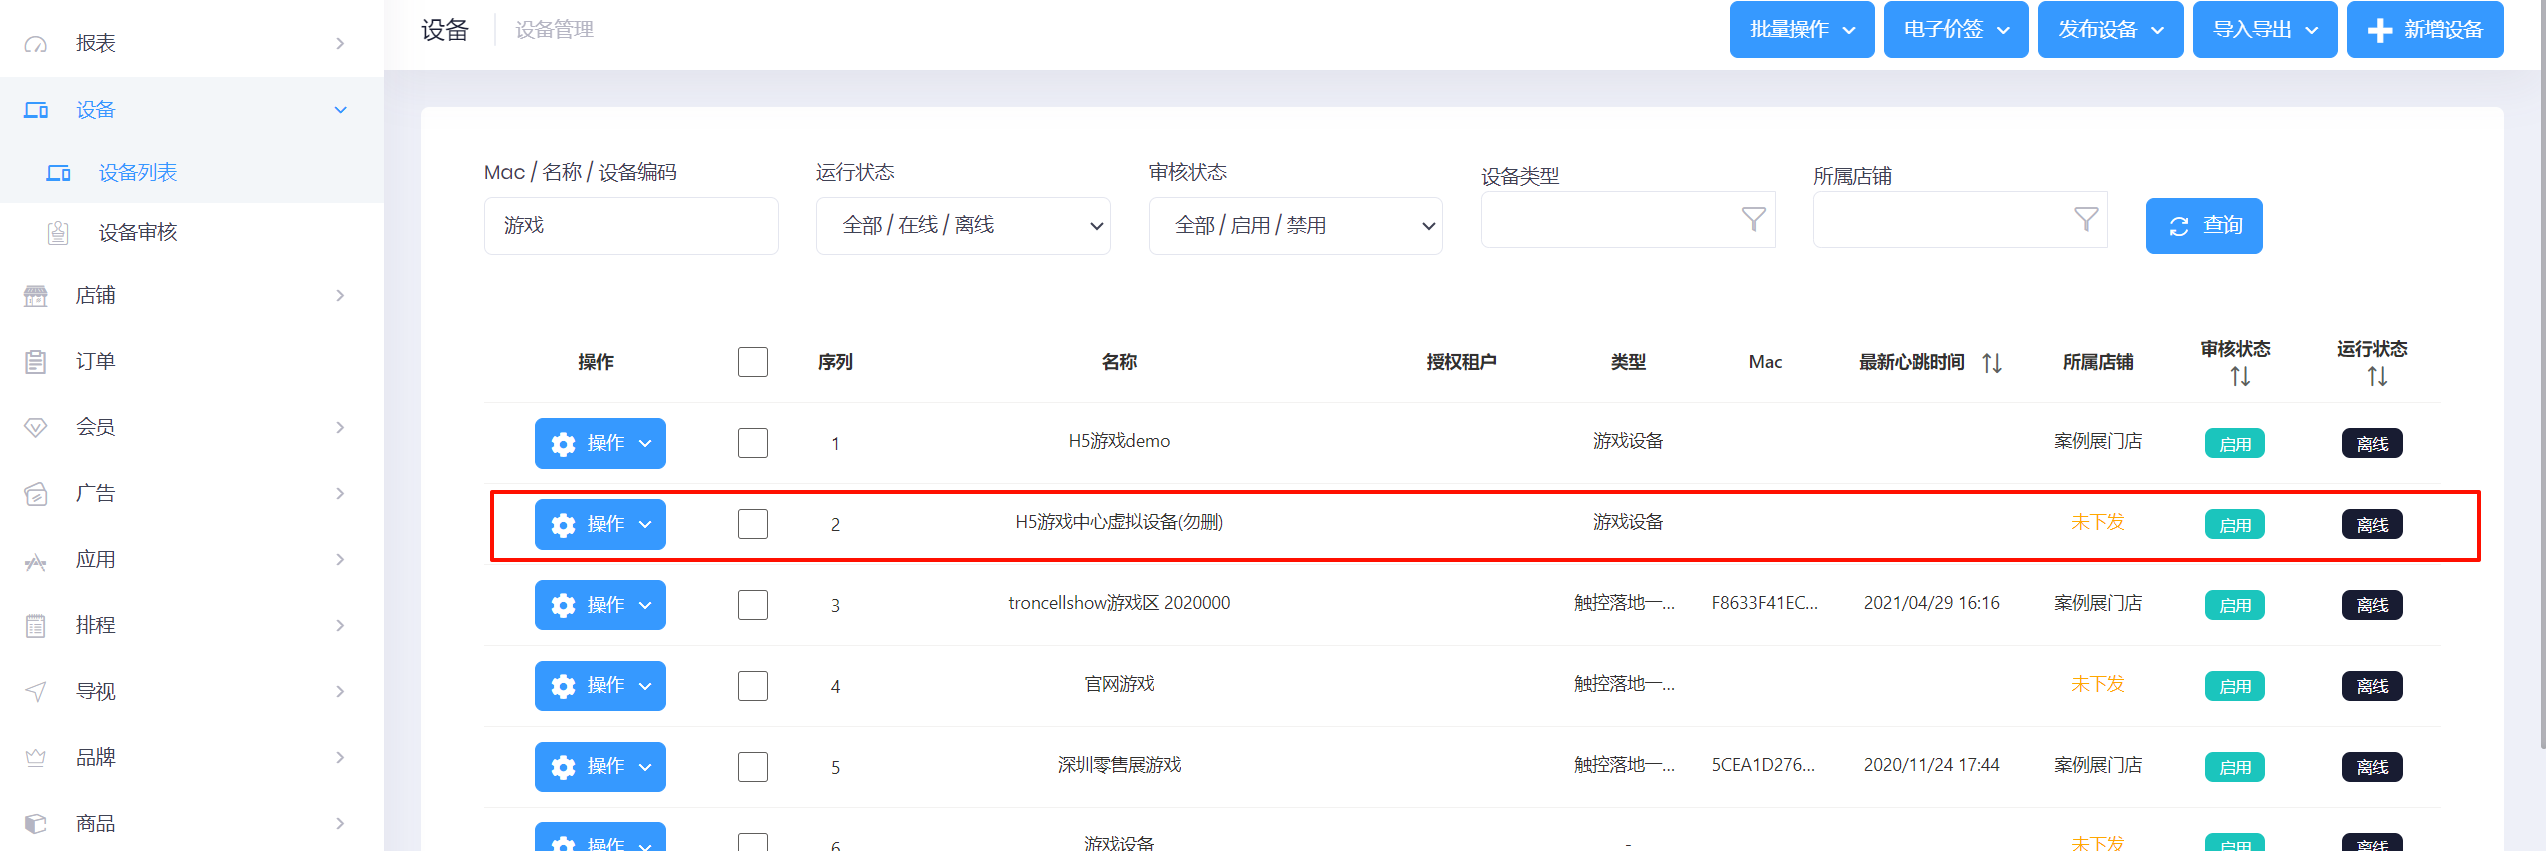 报表
设备
设备列表
设备审核
店铺
订单
会员
广告
应用
排程
导视
品牌
商品
设备 设备管理
批量操作 电子价签 发布设备 导入导出 新增设备
Mac / 名称 / 设备编码 运行状态 审核状态 设备类型 所属店铺
游戏 全部 / 在线 / 离线 全部 / 启用 / 禁用 查询
操作 序列 名称 授权租户 类型 Mac 最新心跳时间 所属店铺 审核状态 运行状态
操作 1 H5游戏demo 游戏设备 案例展门店 启用 离线
操作 2 H5游戏中心虚拟设备(勿删) 游戏设备 未下发 启用 离线
操作 3 troncellshow游戏区 2020000 触控落地一... F8633F41EC... 2021/04/29 16:16 案例展门店 启用 离线
操作 4 官网游戏 触控落地一... 未下发 启用 离线
操作 5 深圳零售展游戏 触控落地一... 5CEA1D276... 2020/11/24 17:44 案例展门店 启用 离线
操作 6 游戏设备 - 未下发 启用 离线